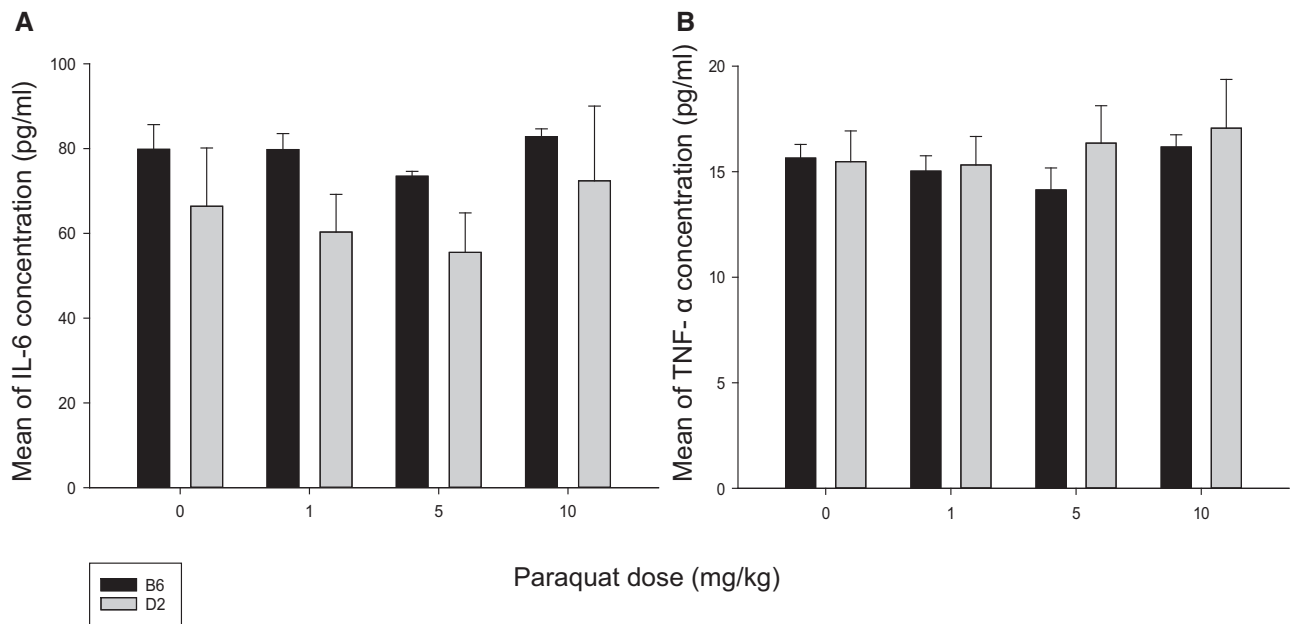 A
Mean of IL-6 concentration (pg/ml)
100
80
60
40
20
0
0 1 5 10
B
Mean of TNF- α concentration (pg/ml)
20
15
10
5
0
0 1 5 10
Paraquat dose (mg/kg)
B6
D2